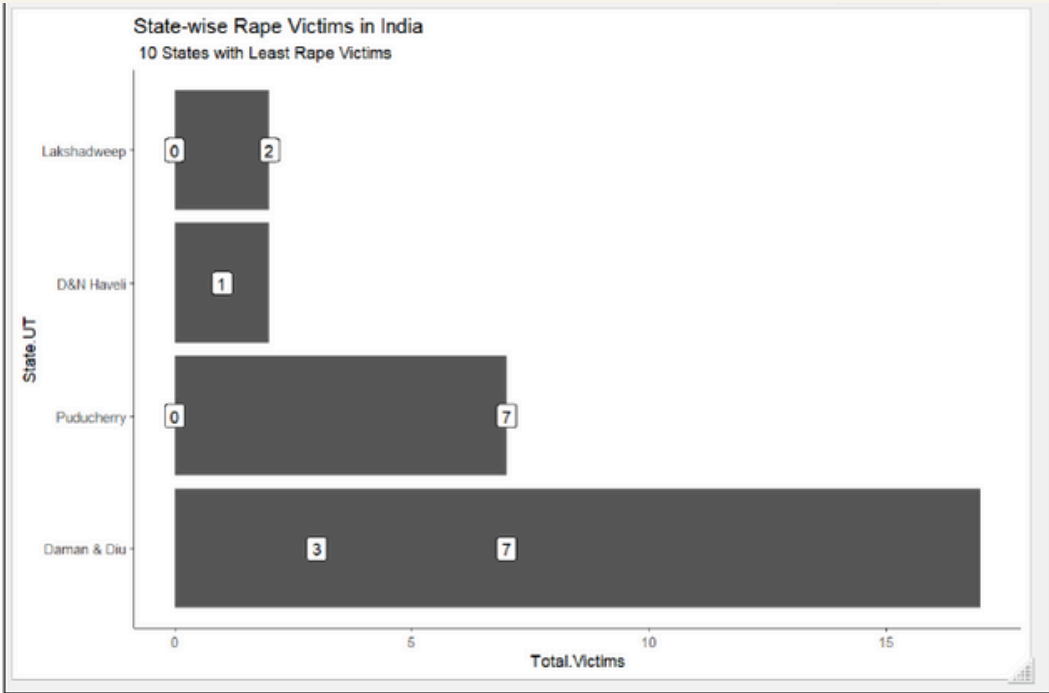 State-wise Rape Victims in India
10 States with Least Rape Victims
State.UT
Lakshadweep 0 2
D&N Haveli 1
Puducherry 0 7
Daman & Diu 3 7
0 5 10 15
Total.Victims